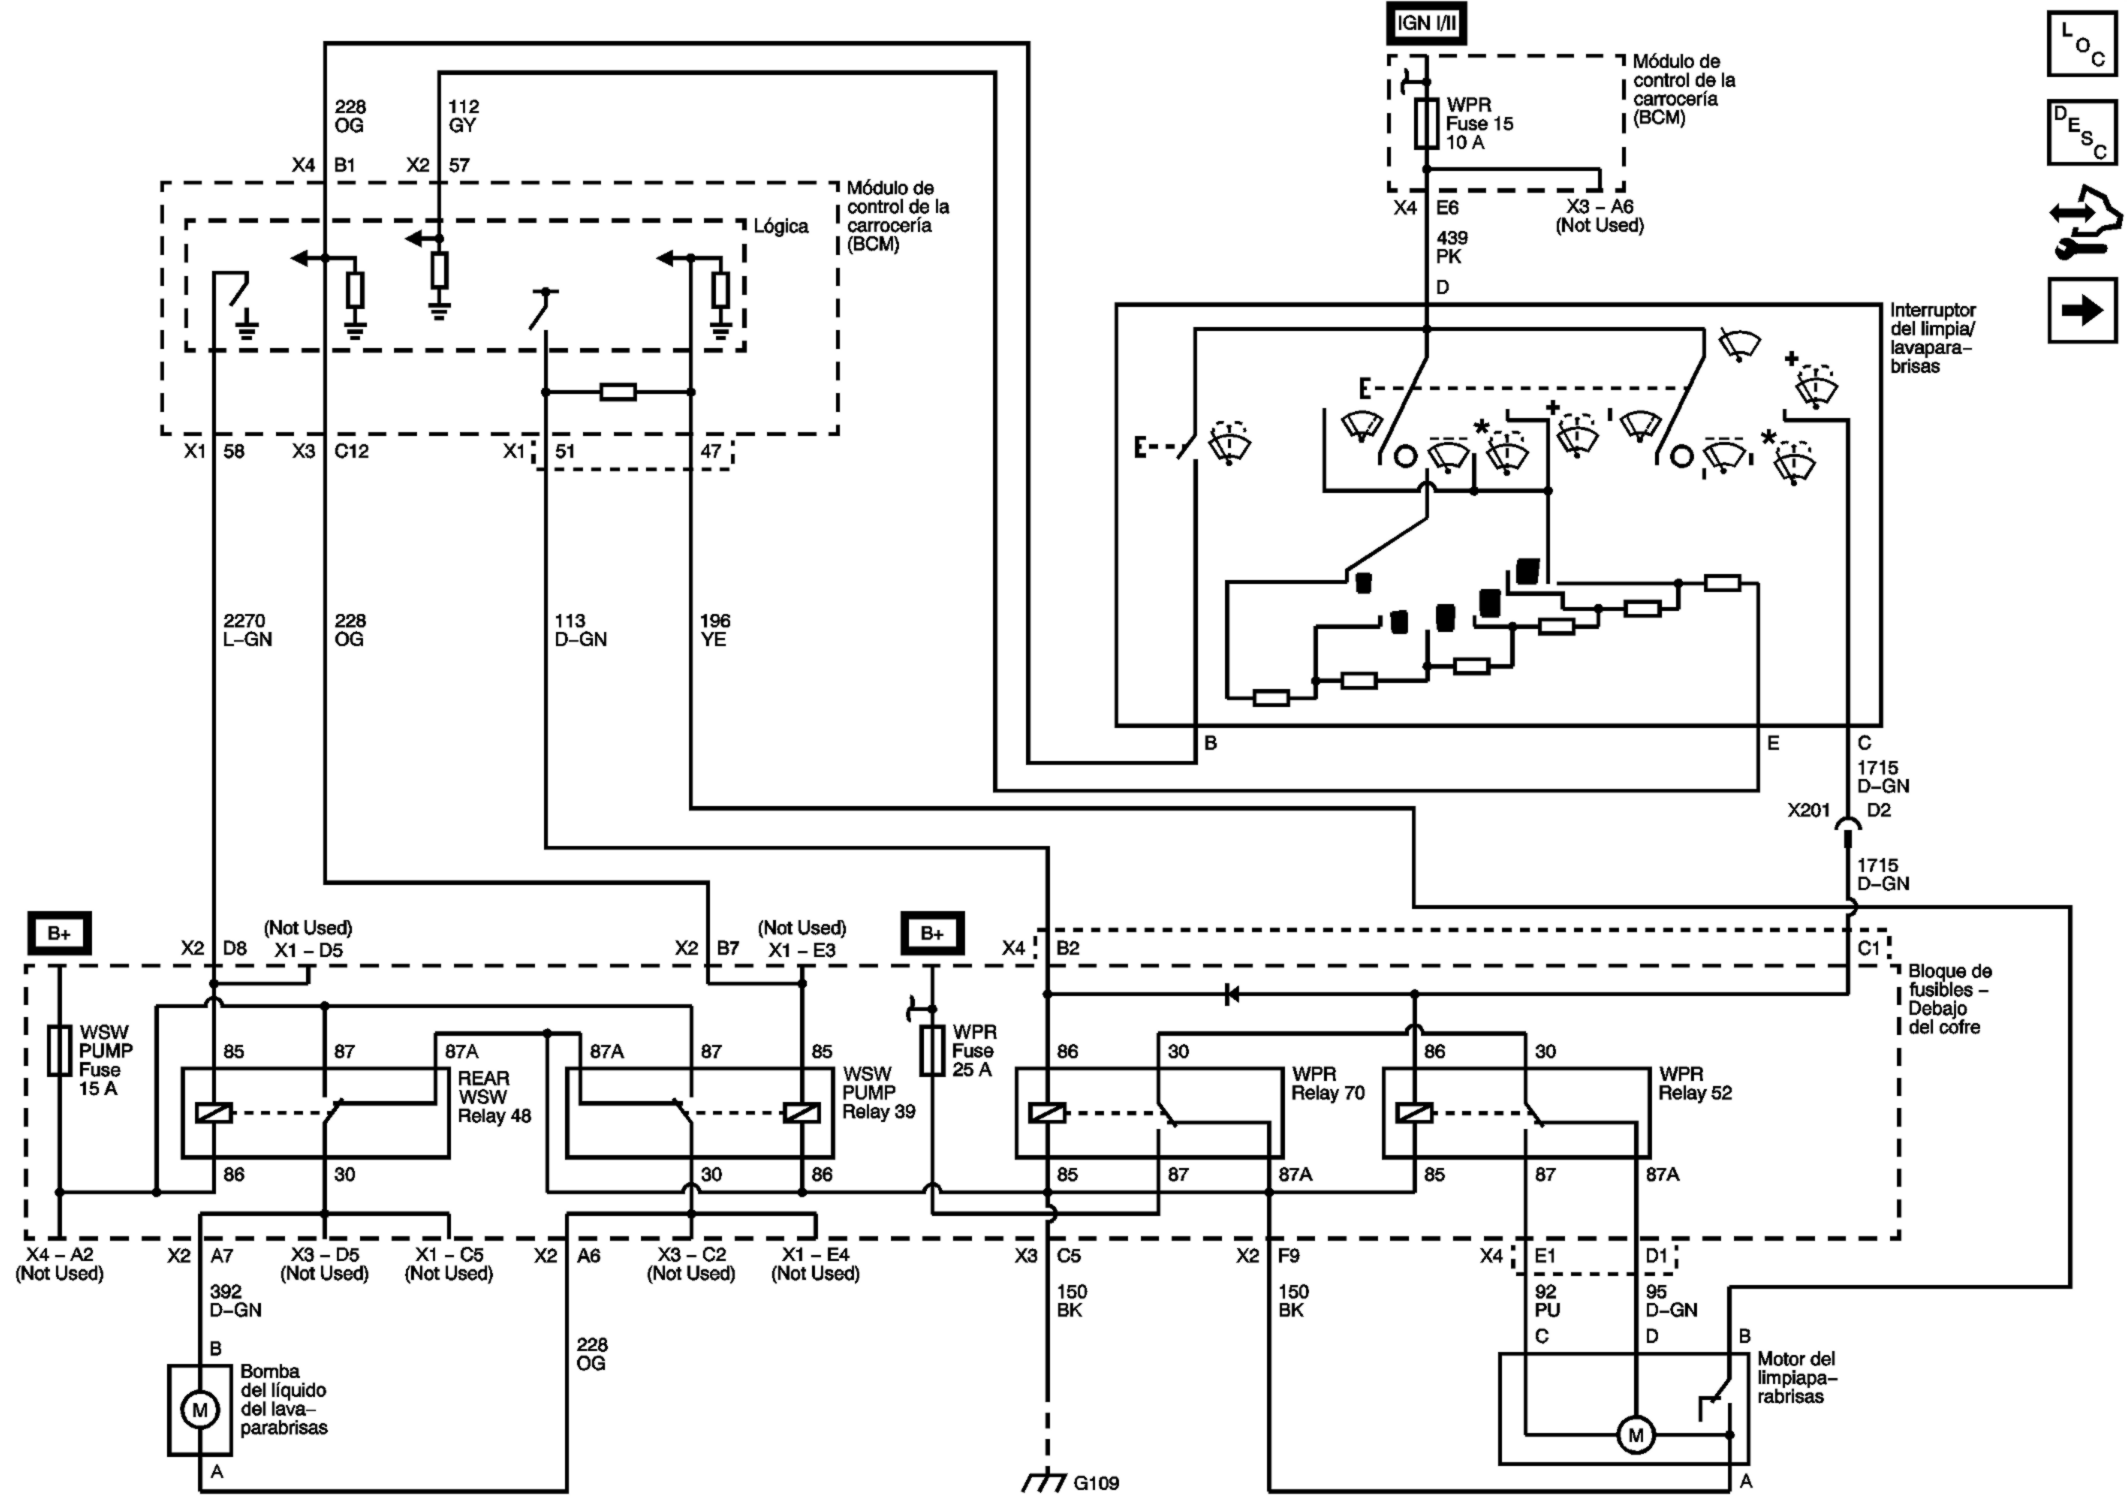 IGN I/II
LOC
DESC
Módulo de
control de la
carrocería
(BCM)
WPR
Fuse 15
10 A
X4 E6
X3 – A6
(Not Used)
439
PK
D
228
OG
112
GY
X4 B1
X2 57
Módulo de
control de la
carrocería
(BCM)
Lógica
X1 58
X3 C12
X1 51
47
Interruptor
del limpia/
lavapara–
brisas
E
+
E
*
+
*
B
E
C
2270
L–GN
228
OG
113
D–GN
196
YE
1715
D–GN
X201 D2
1715
D–GN
B+
X2 D8
(Not Used)
X1 – D5
X2 B7
(Not Used)
X1 – E3
B+
X4 B2
C1
Bloque de
fusibles –
Debajo
del cofre
WSW
PUMP
Fuse
15 A
85
87
87A
REAR
WSW
Relay 48
86
30
87A
87
85
WSW
PUMP
Relay 39
30
86
WPR
Fuse
25 A
86
30
WPR
Relay 70
85
87
87A
86
30
WPR
Relay 52
85
87
87A
X4 – A2
(Not Used)
X2 A7
X3 – D5
(Not Used)
X1 – C5
(Not Used)
X2 A6
X3 – C2
(Not Used)
X1 – E4
(Not Used)
X3 C5
X2 F9
X4 E1
D1
392
D–GN
228
OG
150
BK
150
BK
92
PU
95
D–GN
B
C
D
B
M
Bomba
del líquido
del lava–
parabrisas
A
M
Motor del
limpiapa–
rabrisas
A
G109